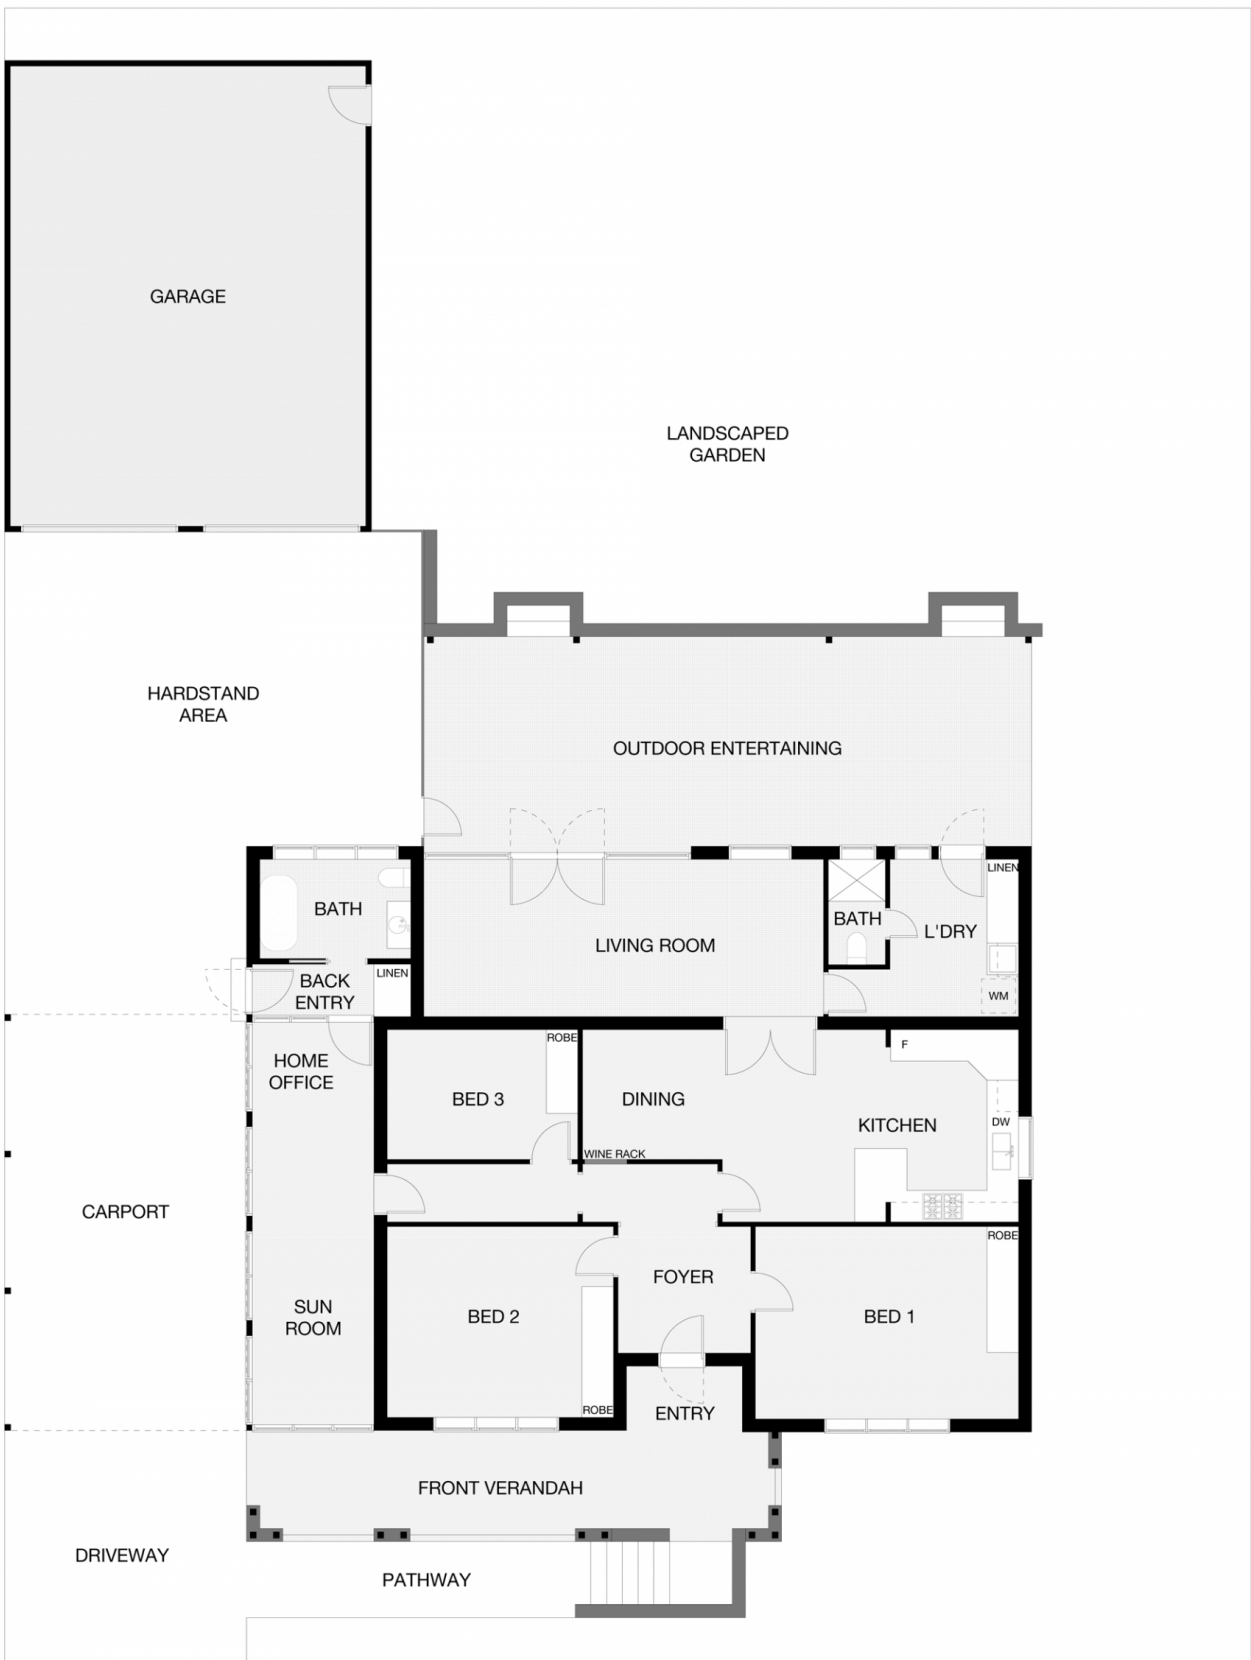 GARAGE
LANDSCAPED
GARDEN
HARDSTAND
AREA
OUTDOOR ENTERTAINING
LINEN
BATH
BATH
L'DRY
LIVING ROOM
LINEN
BACK
ENTRY
WM
ROBE
F
HOME
OFFICE
BED 3
DINING
KITCHEN
DW
WINE RACK
CARPORT
ROBE
FOYER
SUN
ROOM
BED 2
BED 1
ROBE
ENTRY
FRONT VERANDAH
DRIVEWAY
PATHWAY